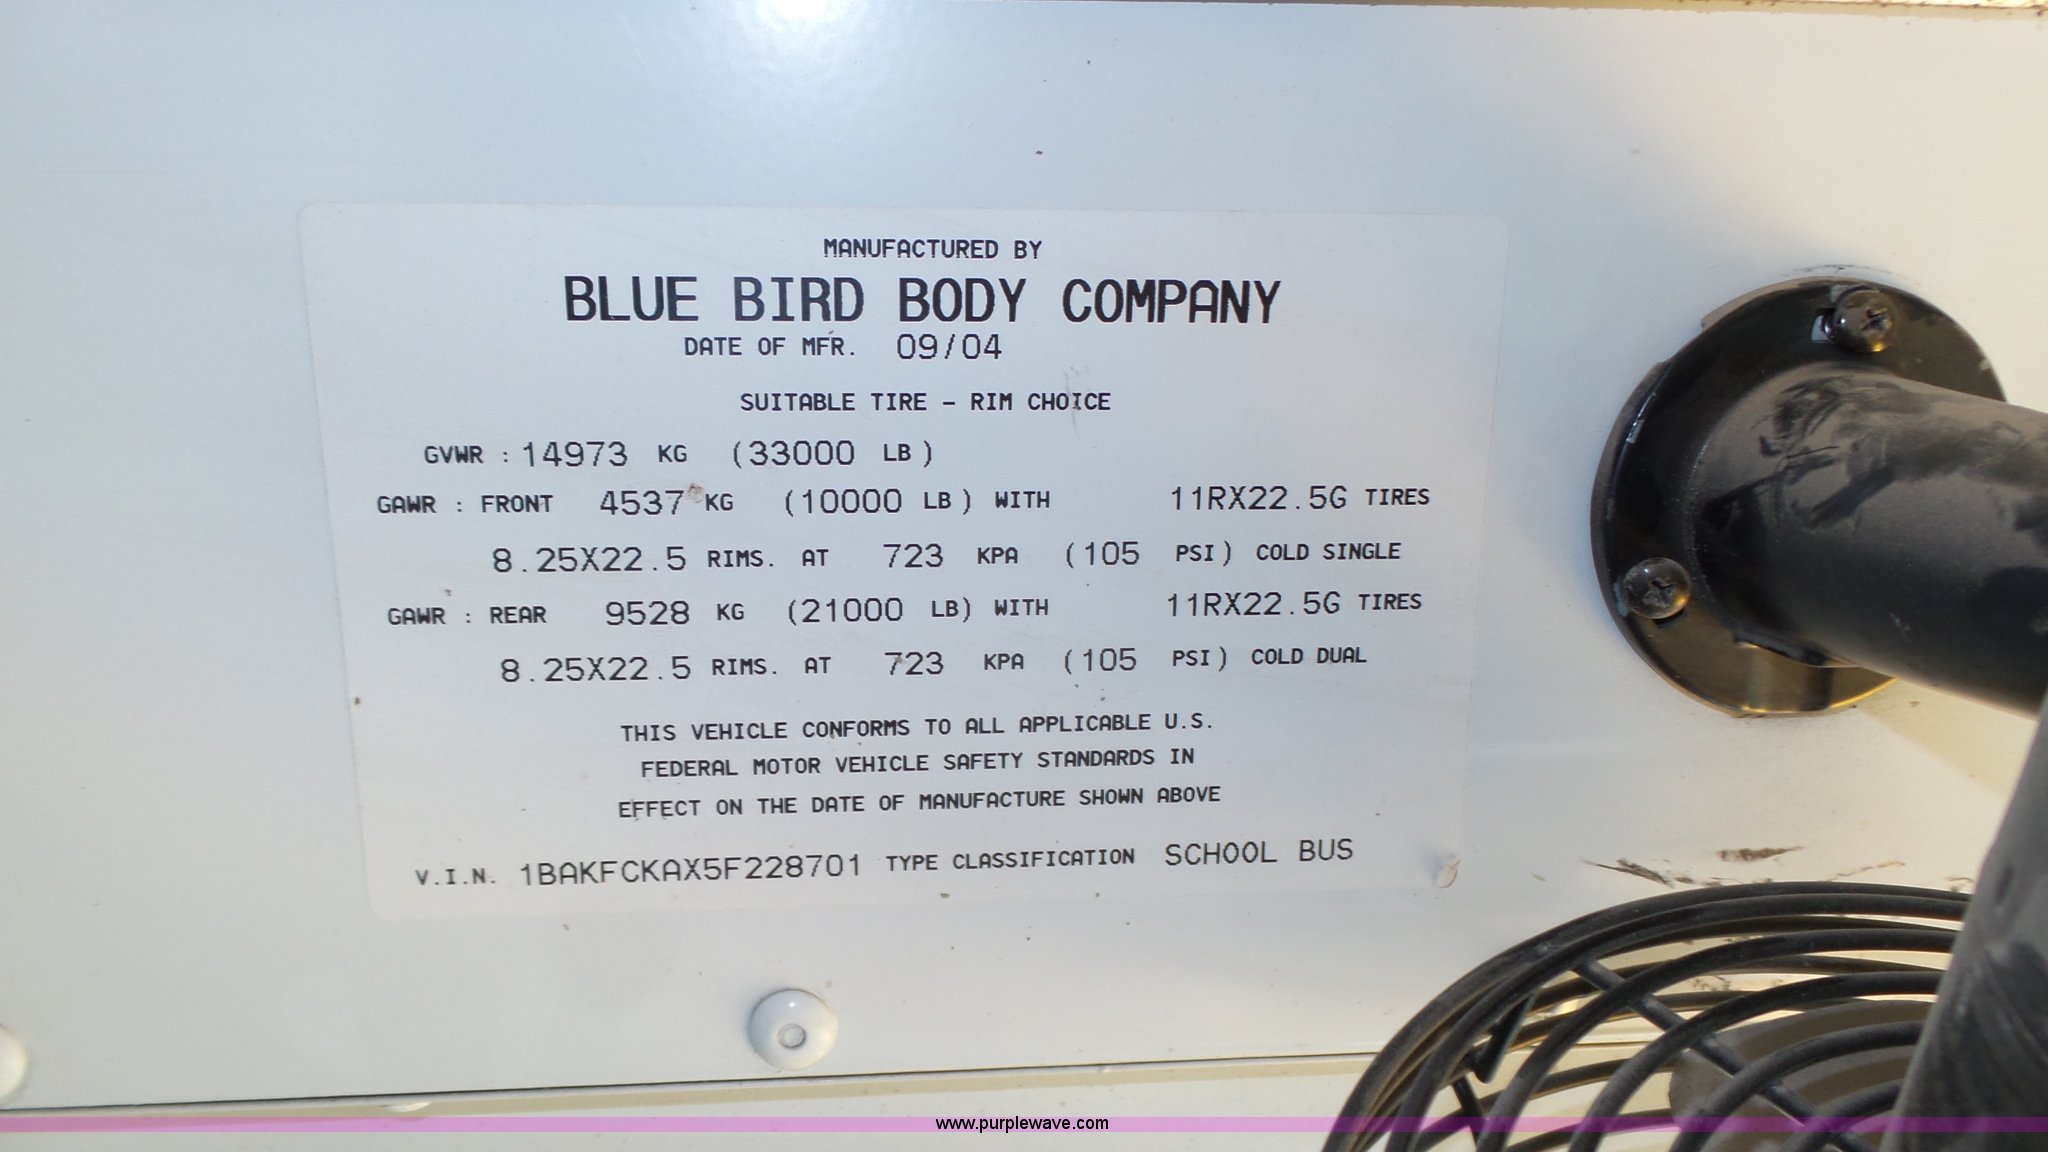 MANUFACTURED BY
BLUE BIRD BODY COMPANY
DATE OF MFR. 09/04
SUITABLE TIRE - RIM CHOICE
GVWR : 14973 KG (33000 LB)
GAWR : FRONT 4537 KG (10000 LB) WITH 11RX22.5G TIRES
8.25X22.5 RIMS. AT 723 KPA (105 PSI) COLD SINGLE
GAWR : REAR 9528 KG (21000 LB) WITH 11RX22.5G TIRES
8.25X22.5 RIMS. AT 723 KPA (105 PSI) COLD DUAL
THIS VEHICLE CONFORMS TO ALL APPLICABLE U.S.
FEDERAL MOTOR VEHICLE SAFETY STANDARDS IN
EFFECT ON THE DATE OF MANUFACTURE SHOWN ABOVE
V.I.N. 1BAKFCKAX5F228701 TYPE CLASSIFICATION SCHOOL BUS
www.purplewave.com